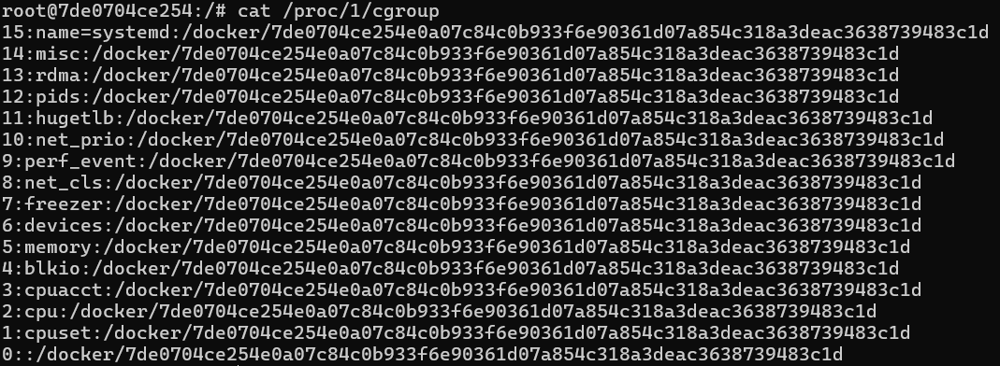 root@7de0704ce254:/# cat /proc/1/cgroup
15:name=systemd:/docker/7de0704ce254e0a07c84c0b933f6e90361d07a854c318a3deac3638739483c1d
14:misc:/docker/7de0704ce254e0a07c84c0b933f6e90361d07a854c318a3deac3638739483c1d
13:rdma:/docker/7de0704ce254e0a07c84c0b933f6e90361d07a854c318a3deac3638739483c1d
12:pids:/docker/7de0704ce254e0a07c84c0b933f6e90361d07a854c318a3deac3638739483c1d
11:hugetlb:/docker/7de0704ce254e0a07c84c0b933f6e90361d07a854c318a3deac3638739483c1d
10:net_prio:/docker/7de0704ce254e0a07c84c0b933f6e90361d07a854c318a3deac3638739483c1d
9:perf_event:/docker/7de0704ce254e0a07c84c0b933f6e90361d07a854c318a3deac3638739483c1d
8:net_cls:/docker/7de0704ce254e0a07c84c0b933f6e90361d07a854c318a3deac3638739483c1d
7:freezer:/docker/7de0704ce254e0a07c84c0b933f6e90361d07a854c318a3deac3638739483c1d
6:devices:/docker/7de0704ce254e0a07c84c0b933f6e90361d07a854c318a3deac3638739483c1d
5:memory:/docker/7de0704ce254e0a07c84c0b933f6e90361d07a854c318a3deac3638739483c1d
4:blkio:/docker/7de0704ce254e0a07c84c0b933f6e90361d07a854c318a3deac3638739483c1d
3:cpuacct:/docker/7de0704ce254e0a07c84c0b933f6e90361d07a854c318a3deac3638739483c1d
2:cpu:/docker/7de0704ce254e0a07c84c0b933f6e90361d07a854c318a3deac3638739483c1d
1:cpuset:/docker/7de0704ce254e0a07c84c0b933f6e90361d07a854c318a3deac3638739483c1d
0::/docker/7de0704ce254e0a07c84c0b933f6e90361d07a854c318a3deac3638739483c1d